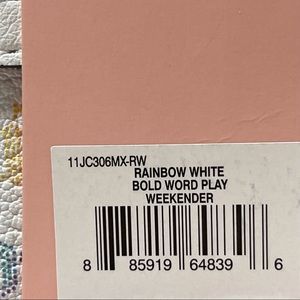 11JC306MX-RW
RAINBOW WHITE
BOLD WORD PLAY
WEEKENDER
8 85919 64839 6